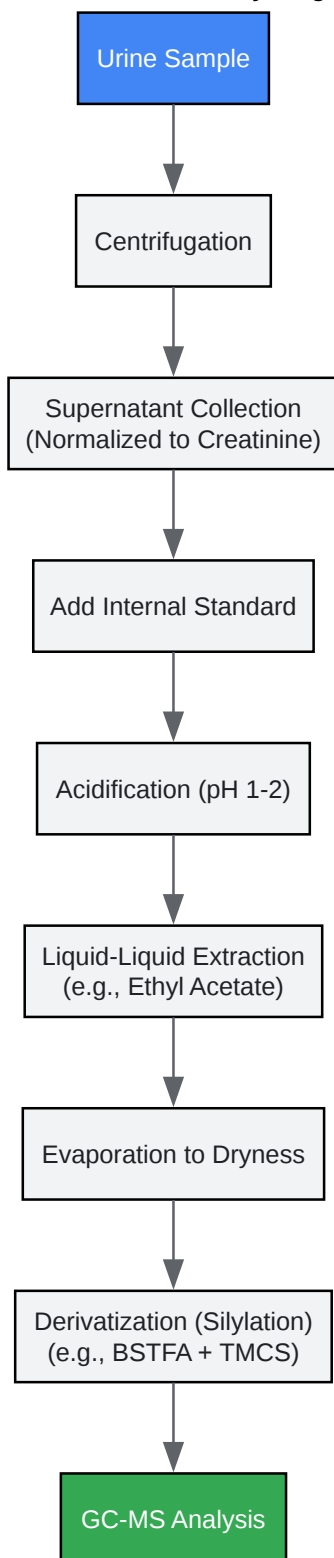 Urine Sample
Centrifugation
Supernatant Collection
(Normalized to Creatinine)
Add Internal Standard
Acidification (pH 1-2)
Liquid-Liquid Extraction
(e.g., Ethyl Acetate)
Evaporation to Dryness
Derivatization (Silylation)
(e.g., BSTFA + TMCS)
GC-MS Analysis